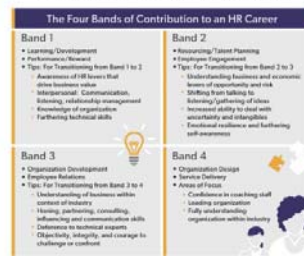 The Four Bands of Contribution to an HR Career
Band 1
• Learning/Development
• Performance/Reward
• Tips: For Transitioning from Band 1 to 2
◦ Awareness of HR levers that
drive business value
◦ Interpersonal: Communication,
listening, relationship management
◦ Knowledge of organization
◦ Furthering technical skills
Band 2
• Resourcing/Talent Planning
• Employee Engagement
• Tips: For Transitioning from Band 2 to 3
◦ Understanding business and economic
levers of opportunity and risk
◦ Shifting from talking to
listening/gathering of ideas
◦ Increased ability to deal with
uncertainty and intangibles
◦ Emotional resilience and furthering
self-awareness
Band 3
• Organization Development
• Employee Relations
• Tips: For Transitioning from Band 3 to 4
◦ Understanding of business within
context of industry
◦ Honing, partnering, consulting,
influencing and communication skills
◦ Deference to technical experts
◦ Objectivity, integrity, and courage to
challenge or confront
Band 4
• Organization Design
• Service Delivery
• Areas of Focus
◦ Confidence in coaching staff
◦ Leading organization
◦ Fully understanding
organization within industry